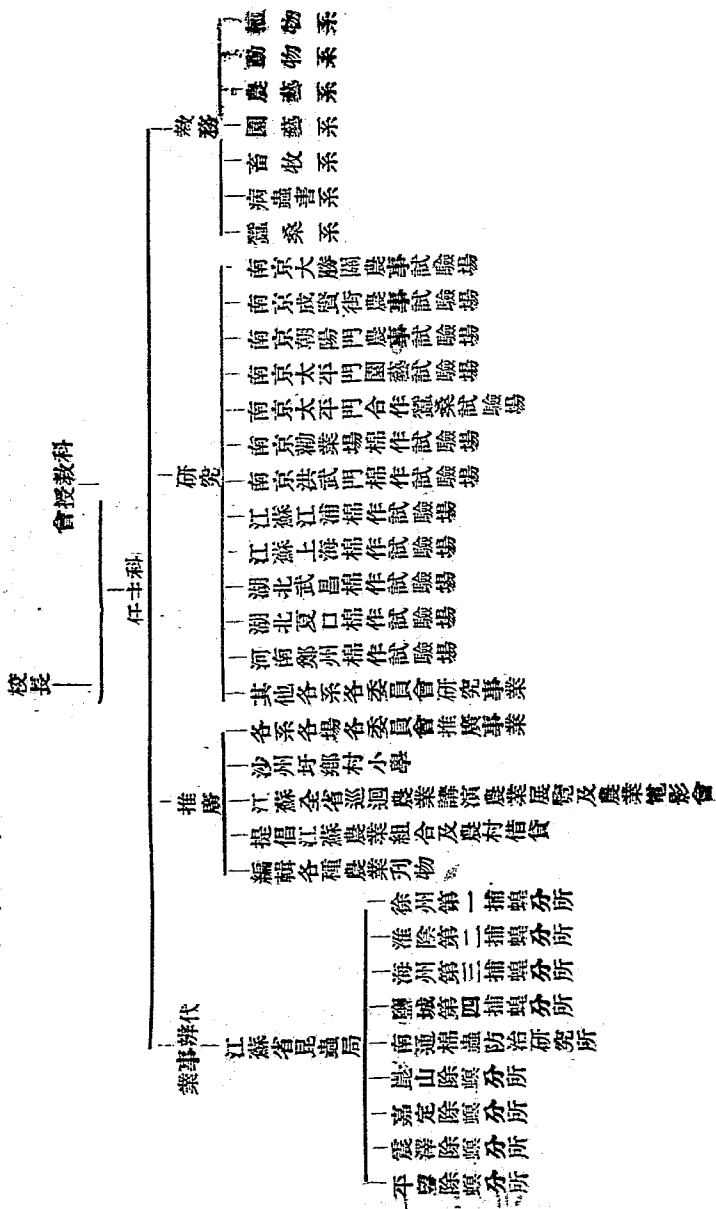 校長
會授敎科
任主科
敎務
植物系
動物系
農藝系
園藝系
畜牧系
病蟲害系
蠶桑系
研究
南京大勝關農事試驗場
南京成賢街農事試驗場
南京朝陽門農事試驗場
南京太平門園藝試驗場
南京太平門合作蠶桑試驗場
南京勸業場棉作試驗場
南京洪武門棉作試驗場
江蘇江浦棉作試驗場
江蘇上海棉作試驗場
湖北武昌棉作試驗場
湖北夏口棉作試驗場
河南鄭州棉作試驗場
其他各系各委員會研究事業
推廣
各系各場各委員會推廣事業
沙州圩鄉村小學
江蘇全省巡迴農業講演農業展覽及農業電影會
提倡江蘇農業組合及農村借貸
編輯各種農業刊物
業事辦代
江蘇省昆蟲局
徐州第一捕蝗分所
淮陰第二捕蝗分所
海州第三捕蝗分所
鹽城第四捕蝗分所
南通棉蟲防治研究所
崑山除螟分所
嘉定除螟分所
震澤除螟分所
平望除螟分所